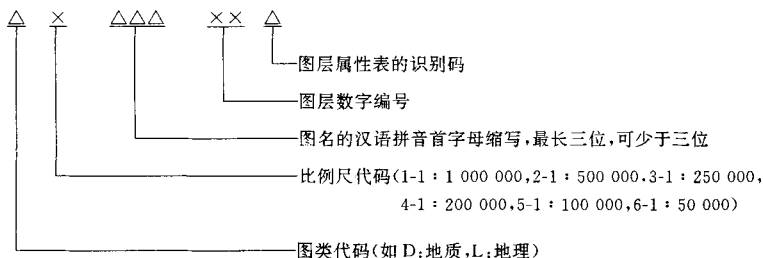 △ × △△△ ×× △
图层属性表的识别码
图层数字编号
图名的汉语拼音首字母缩写,最长三位,可少于三位
比例尺代码(1-1:1 000 000,2-1:500 000,3-1:250 000,
4-1:200 000,5-1:100 000,6-1:50 000)
图类代码(如 D:地质,L:地理)